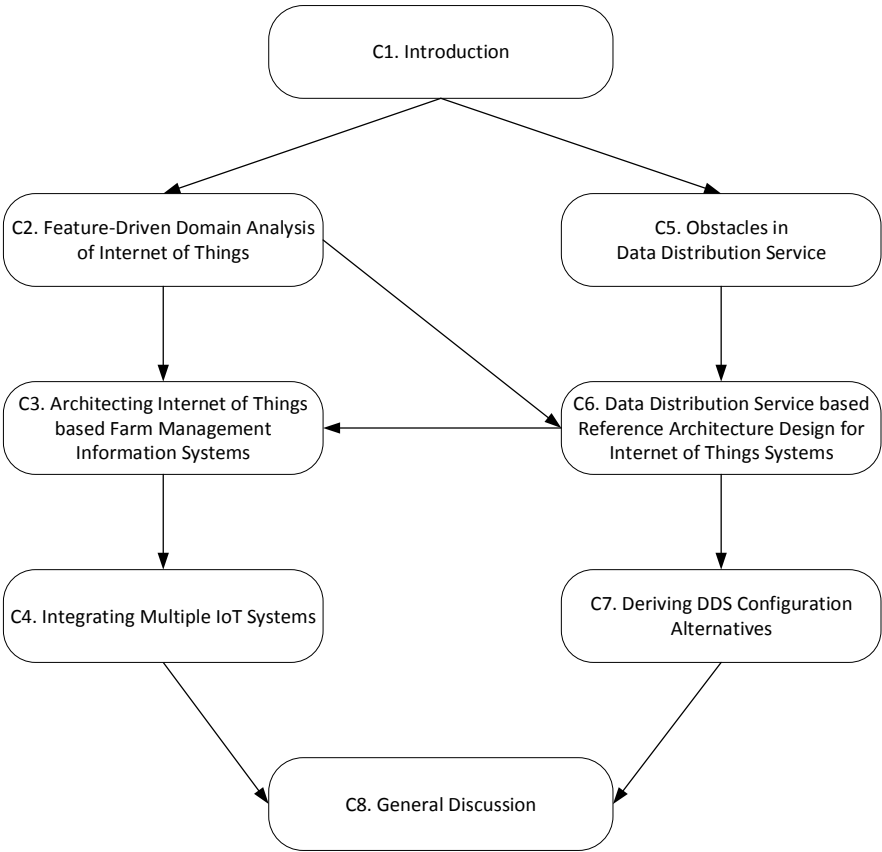 C1. Introduction
C2. Feature-Driven Domain Analysis
of Internet of Things
C5. Obstacles in
Data Distribution Service
C3. Architecting Internet of Things
based Farm Management
Information Systems
C6. Data Distribution Service based
Reference Architecture Design for
Internet of Things Systems
C4. Integrating Multiple IoT Systems
C7. Deriving DDS Configuration
Alternatives
C8. General Discussion